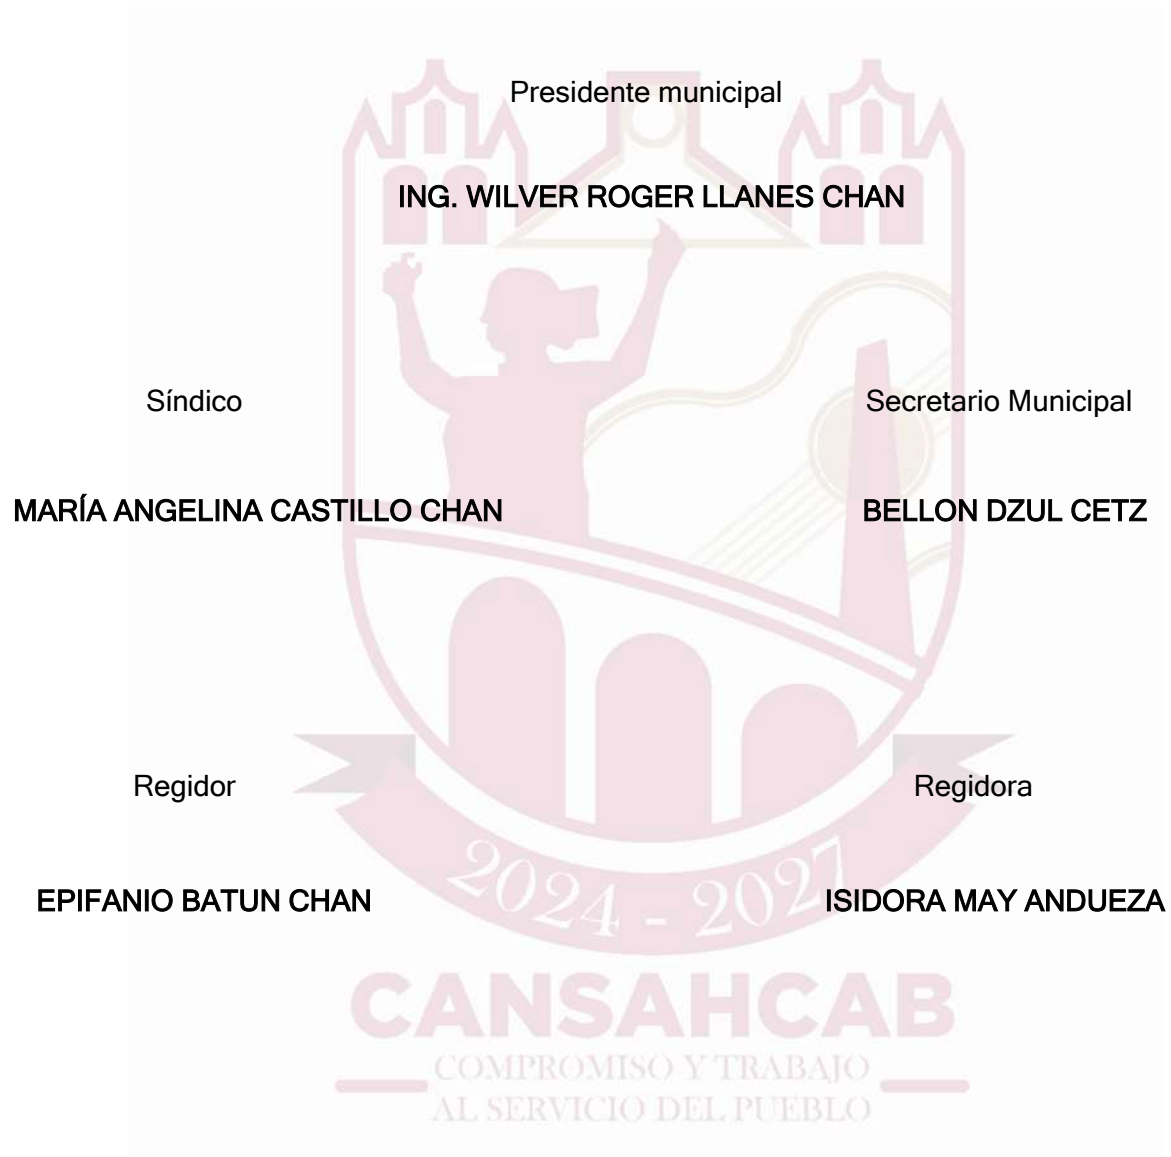 Presidente municipal
ING. WILVER ROGER LLANES CHAN
Síndico
Secretario Municipal
MARÍA ANGELINA CASTILLO CHAN
BELLON DZUL CETZ
Regidor
Regidora
EPIFANIO BATUN CHAN
ISIDORA MAY ANDUEZA
2024 - 2027
CANSAHCAB
COMPROMISO Y TRABAJO
AL SERVICIO DEL PUEBLO